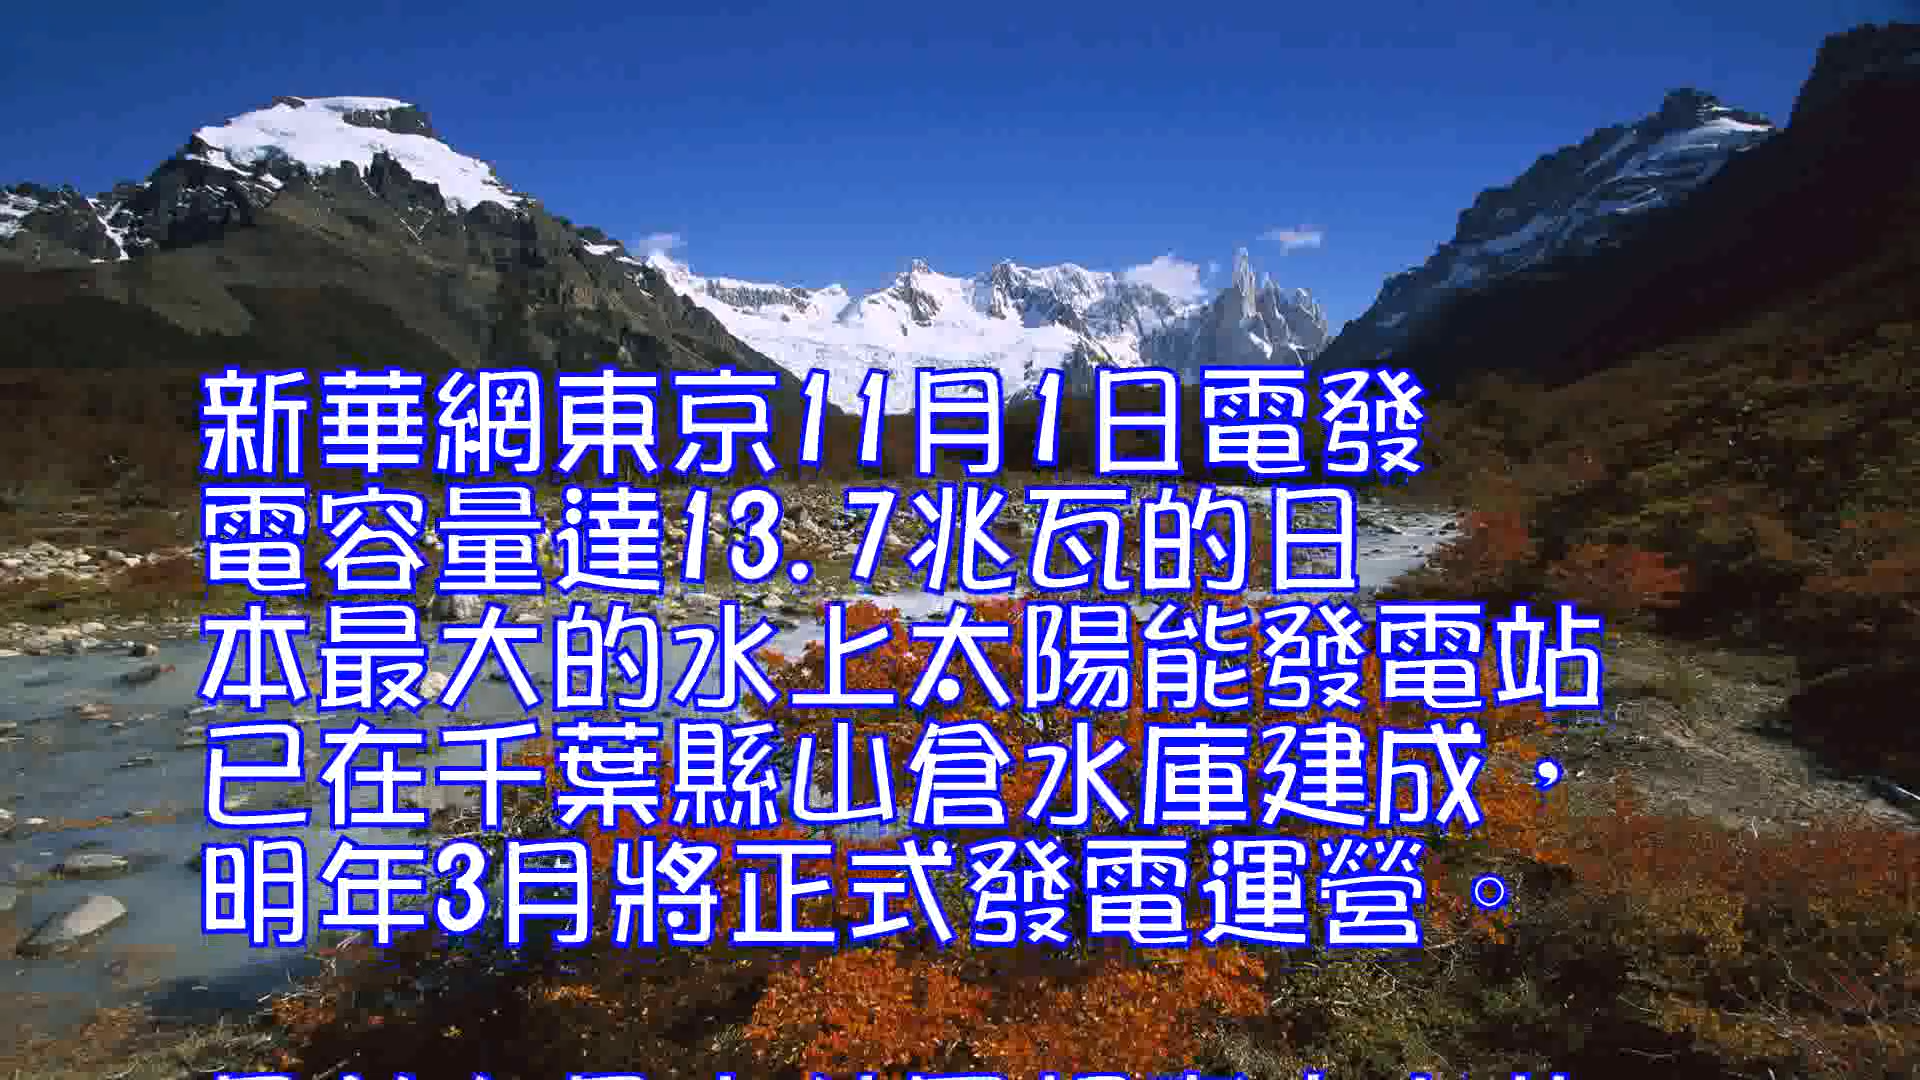 新華網東京11月1日電發
電容量達13.7兆瓦的日
本最大的水上太陽能發電站
已在千葉縣山倉水庫建成，
明年3月將正式發電運營。